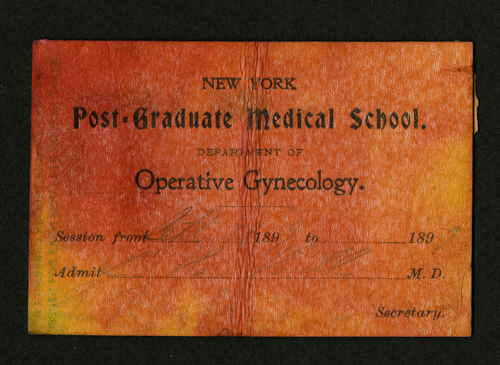 NEW YORK
Post-Graduate Medical School.
DEPARTMENT OF
Operative Gynecology.
Session from 189 to 189
Admit M. D.
Secretary.